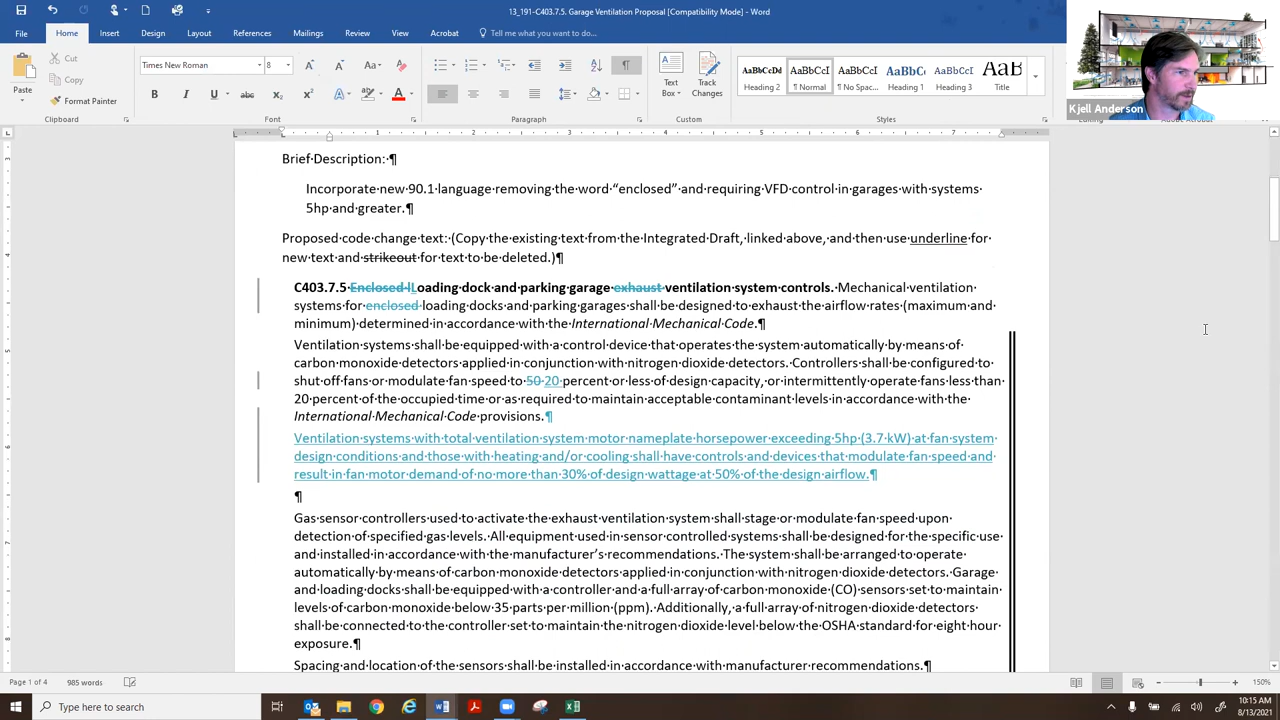 13_191-C403.7.5. Garage Ventilation Proposal [Compatibility Mode] - Word
File Home Insert Design Layout References Mailings Review View Acrobat Tell me what you want to do...
Paste
Cut
Copy
Format Painter
Times New Roman 8
Text Box
Track Changes
AaBbCcDd Heading 2
AaBbCcI ¶ Normal
AaBbCcI ¶ No Spac...
AaBbC Heading 1
AaBbCcI Heading 3
AaB Title
Clipboard Font Paragraph Custom Styles
Kjell Anderson
Brief·Description:·¶
Incorporate·new·90.1·language·removing·the·word·“enclosed”·and·requiring·VFD·control·in·garages·with·systems·
5hp·and·greater.¶
Proposed·code·change·text:·(Copy·the·existing·text·from·the·Integrated·Draft,·linked·above,·and·then·use·underline·for·
new·text·and·strikeout·for·text·to·be·deleted.)¶
C403.7.5·Enclosed·lLoading·dock·and·parking·garage·exhaust·ventilation·system·controls.·Mechanical·ventilation·
systems·for·enclosed·loading·docks·and·parking·garages·shall·be·designed·to·exhaust·the·airflow·rates·(maximum·and·
minimum)·determined·in·accordance·with·the·International·Mechanical·Code.¶
Ventilation·systems·shall·be·equipped·with·a·control·device·that·operates·the·system·automatically·by·means·of·
carbon·monoxide·detectors·applied·in·conjunction·with·nitrogen·dioxide·detectors.·Controllers·shall·be·configured·to·
shut·off·fans·or·modulate·fan·speed·to·50·20·percent·or·less·of·design·capacity,·or·intermittently·operate·fans·less·than·
20·percent·of·the·occupied·time·or·as·required·to·maintain·acceptable·contaminant·levels·in·accordance·with·the·
International·Mechanical·Code·provisions.¶
Ventilation·systems·with·total·ventilation·system·motor·nameplate·horsepower·exceeding·5hp·(3.7·kW)·at·fan·system·
design·conditions·and·those·with·heating·and/or·cooling·shall·have·controls·and·devices·that·modulate·fan·speed·and·
result·in·fan·motor·demand·of·no·more·than·30%·of·design·wattage·at·50%·of·the·design·airflow.¶
¶
Gas·sensor·controllers·used·to·activate·the·exhaust·ventilation·system·shall·stage·or·modulate·fan·speed·upon·
detection·of·specified·gas·levels.·All·equipment·used·in·sensor·controlled·systems·shall·be·designed·for·the·specific·use·
and·installed·in·accordance·with·the·manufacturer’s·recommendations.·The·system·shall·be·arranged·to·operate·
automatically·by·means·of·carbon·monoxide·detectors·applied·in·conjunction·with·nitrogen·dioxide·detectors.·Garage·
and·loading·docks·shall·be·equipped·with·a·controller·and·a·full·array·of·carbon·monoxide·(CO)·sensors·set·to·maintain·
levels·of·carbon·monoxide·below·35·parts·per·million·(ppm).·Additionally,·a·full·array·of·nitrogen·dioxide·detectors·
shall·be·connected·to·the·controller·set·to·maintain·the·nitrogen·dioxide·level·below·the·OSHA·standard·for·eight·hour·
exposure.¶
Spacing·and·location·of·the·sensors·shall·be·installed·in·accordance·with·manufacturer·recommendations.¶
Page 1 of 4 985 words 150%
Type here to search
10:15 AM
8/13/2021